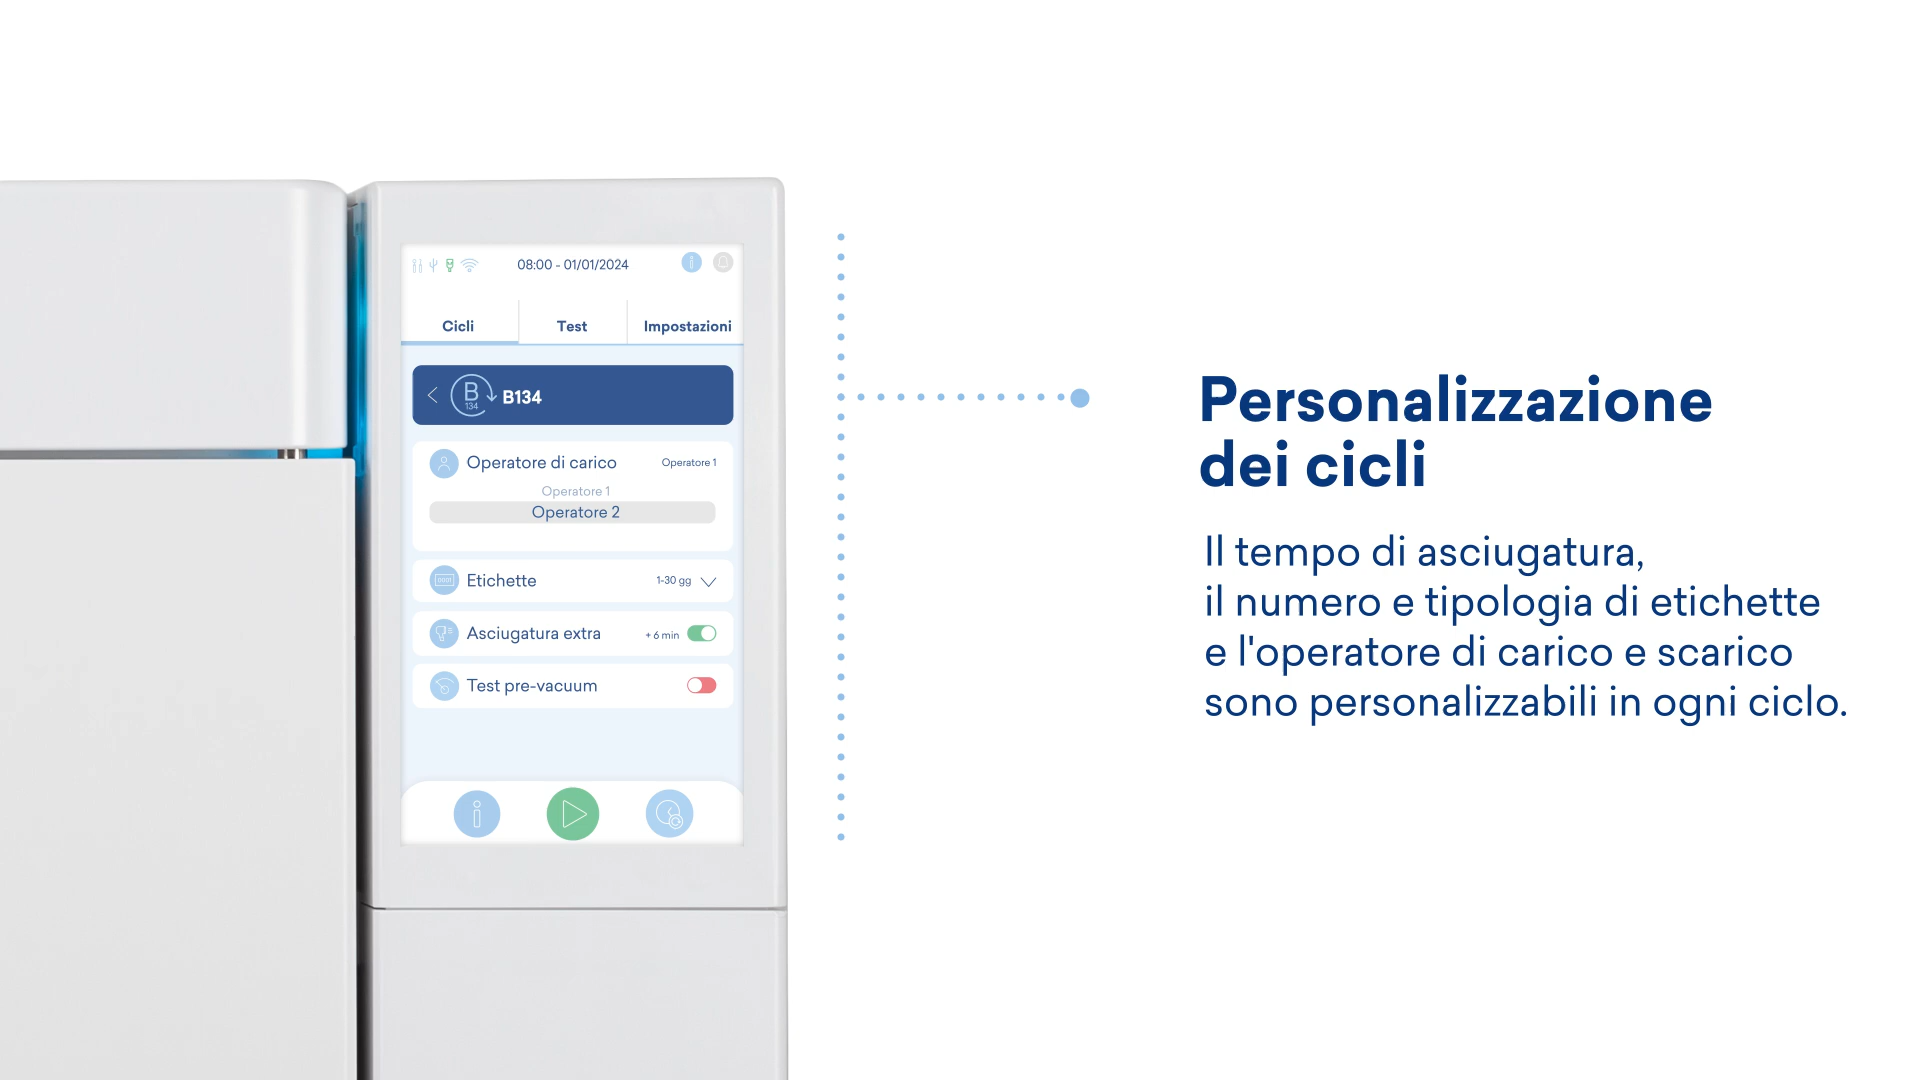 08:00 - 01/01/2024
Cicli
Test
Impostazioni
B
134
B134
Operatore di carico
Operatore 1
Operatore 1
Operatore 2
Etichette
1-30 gg
Asciugatura extra
+ 6 min
Test pre-vacuum
Personalizzazione
dei cicli
Il tempo di asciugatura,
il numero e tipologia di etichette
e l'operatore di carico e scarico
sono personalizzabili in ogni ciclo.